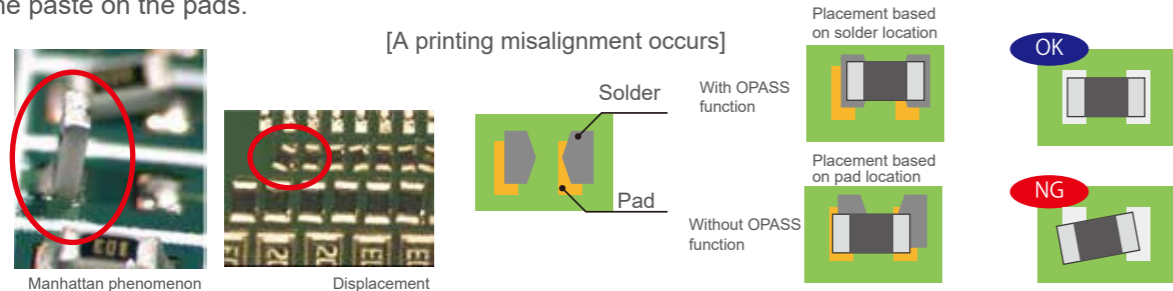 he paste on the pads.
[A printing misalignment occurs]
Manhattan phenomenon
Displacement
Solder
Pad
With OPASS
function
Without OPASS
function
Placement based
on solder location
Placement based
on pad location
OK
NG